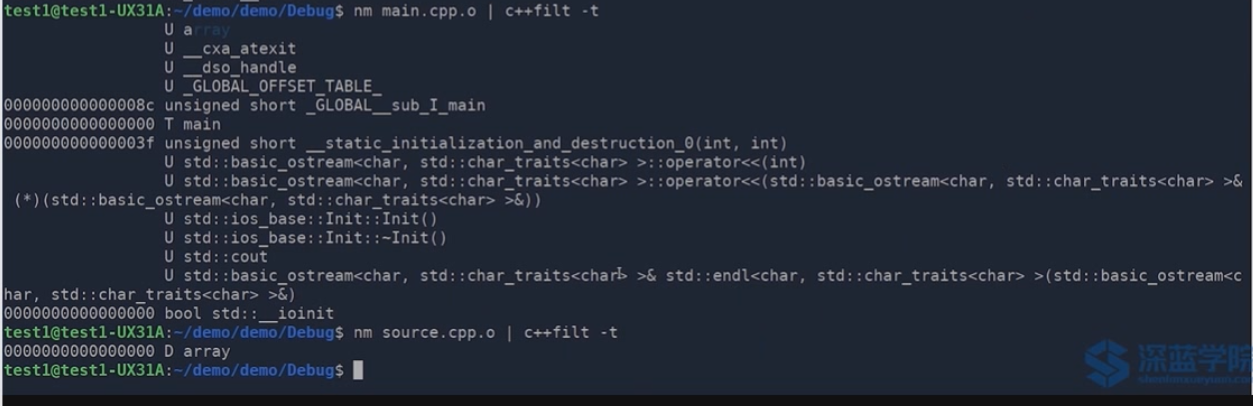 test1@test1-UX31A:~/demo/demo/Debug$ nm main.cpp.o | c++filt -t
                 U array
                 U __cxa_atexit
                 U __dso_handle
                 U _GLOBAL_OFFSET_TABLE_
000000000000008c unsigned short _GLOBAL__sub_I_main
0000000000000000 T main
000000000000003f unsigned short __static_initialization_and_destruction_0(int, int)
                 U std::basic_ostream<char, std::char_traits<char> >::operator<<(int)
                 U std::basic_ostream<char, std::char_traits<char> >::operator<<(std::basic_ostream<char, std::char_traits<char> >&
 (*)(std::basic_ostream<char, std::char_traits<char> >&))
                 U std::ios_base::Init::Init()
                 U std::ios_base::Init::~Init()
                 U std::cout
                 U std::basic_ostream<char, std::char_traits<char> >& std::endl<char, std::char_traits<char> >(std::basic_ostream<c
har, std::char_traits<char> >&)
0000000000000000 bool std::__ioinit
test1@test1-UX31A:~/demo/demo/Debug$ nm source.cpp.o | c++filt -t
0000000000000000 D array
test1@test1-UX31A:~/demo/demo/Debug$
深蓝学院